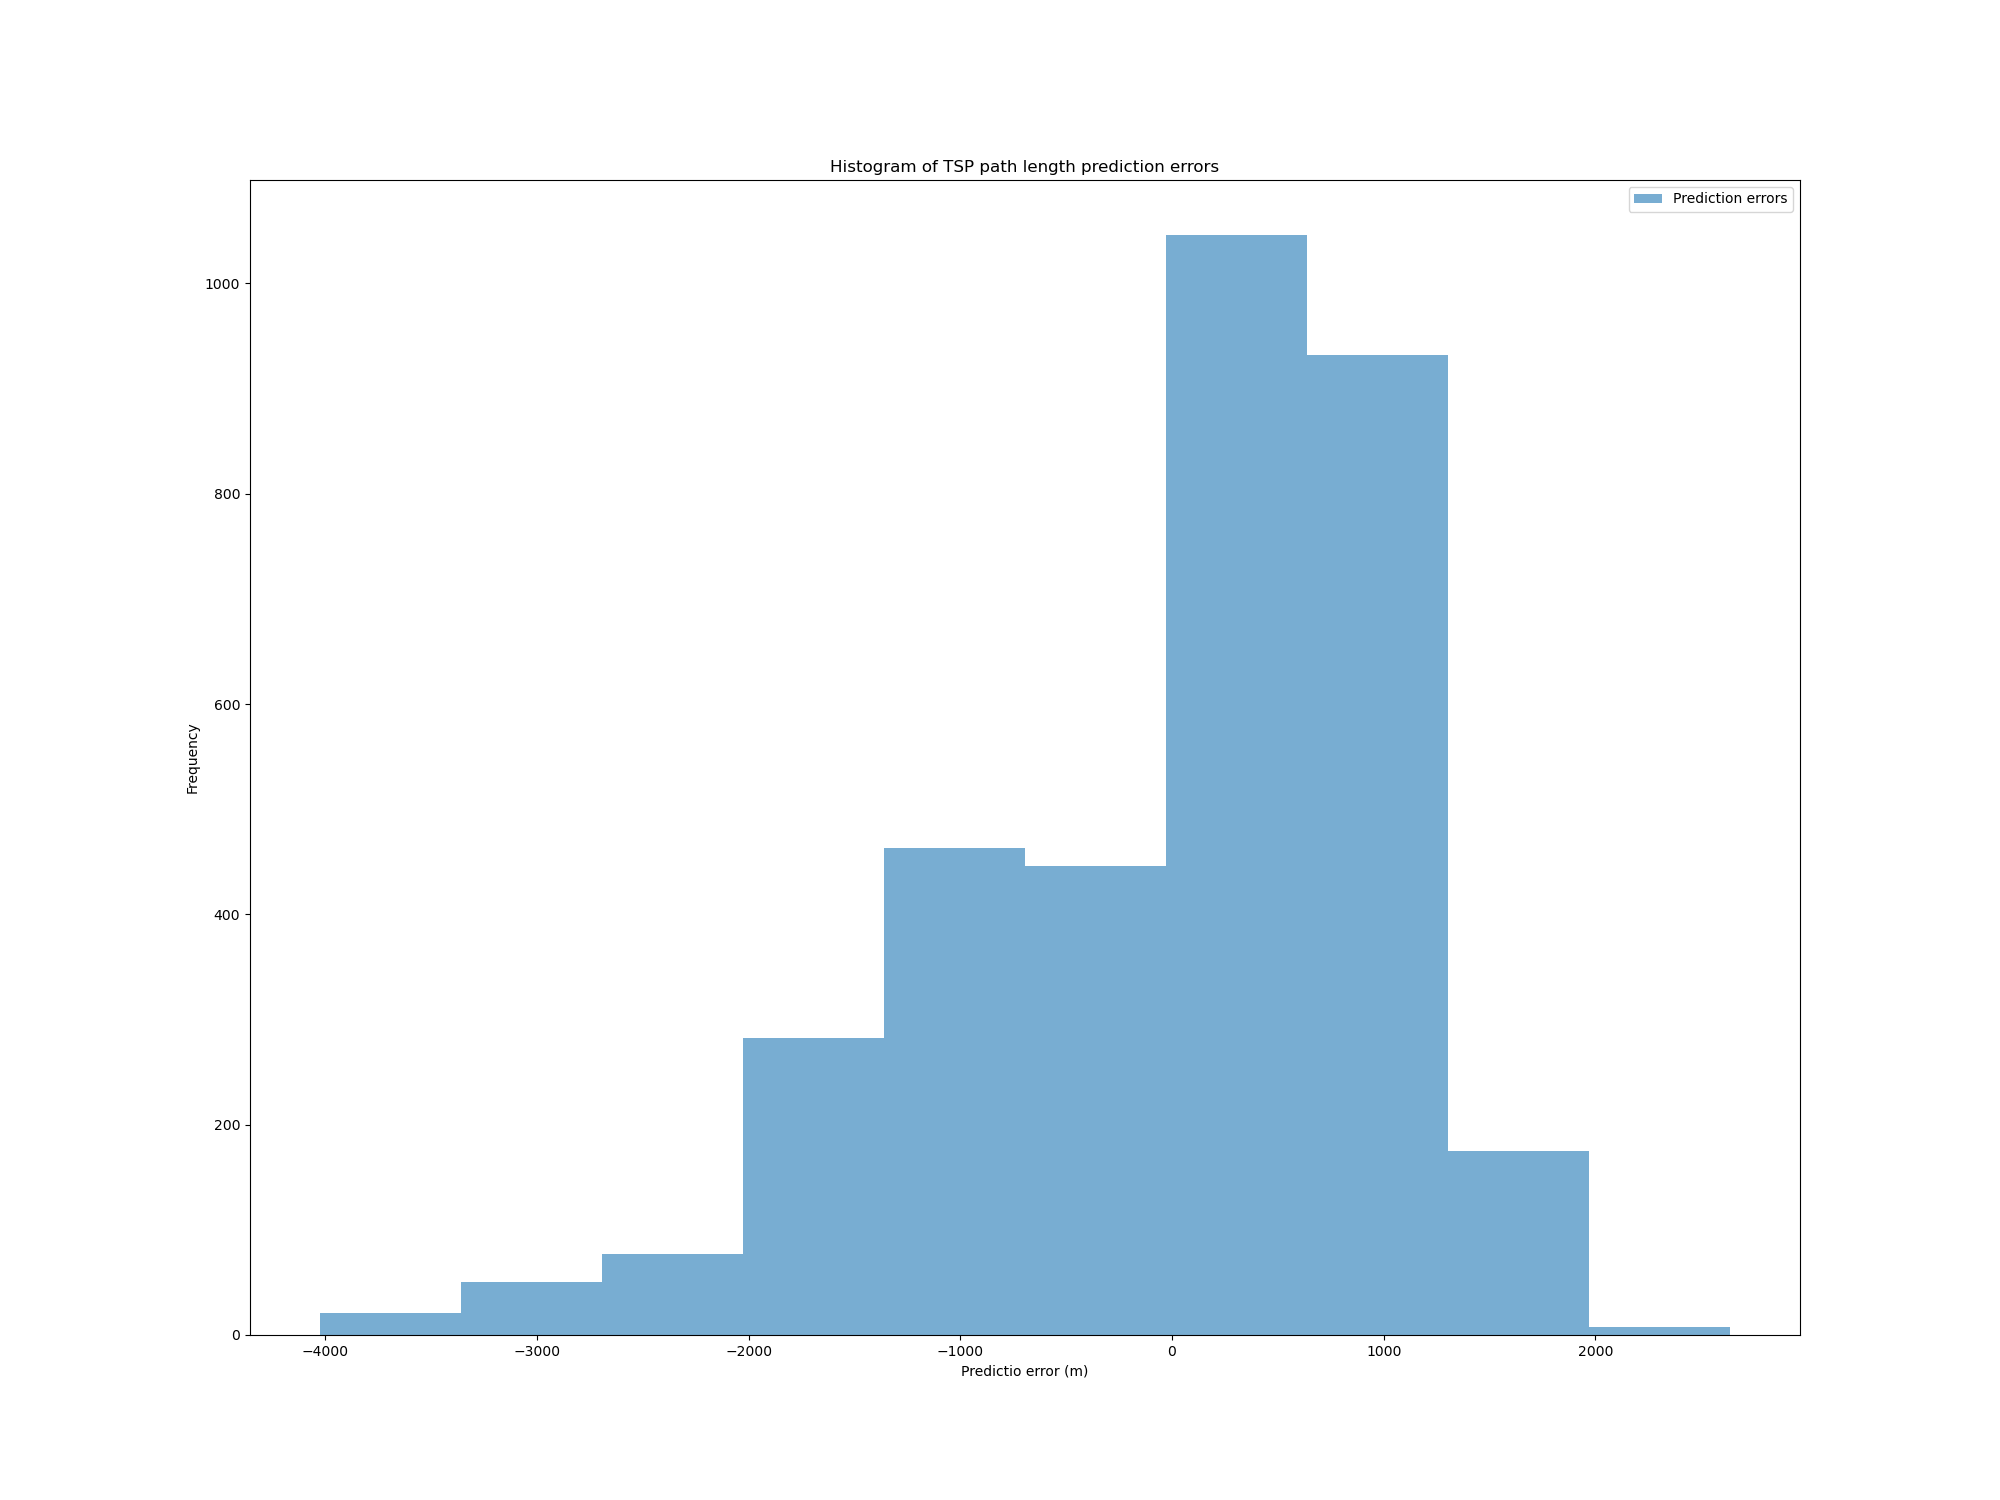 Histogram of TSP path length prediction errors
Prediction errors
1000
800
600
400
200
0
Frequency
−4000 −3000 −2000 −1000 0 1000 2000
Predictio error (m)